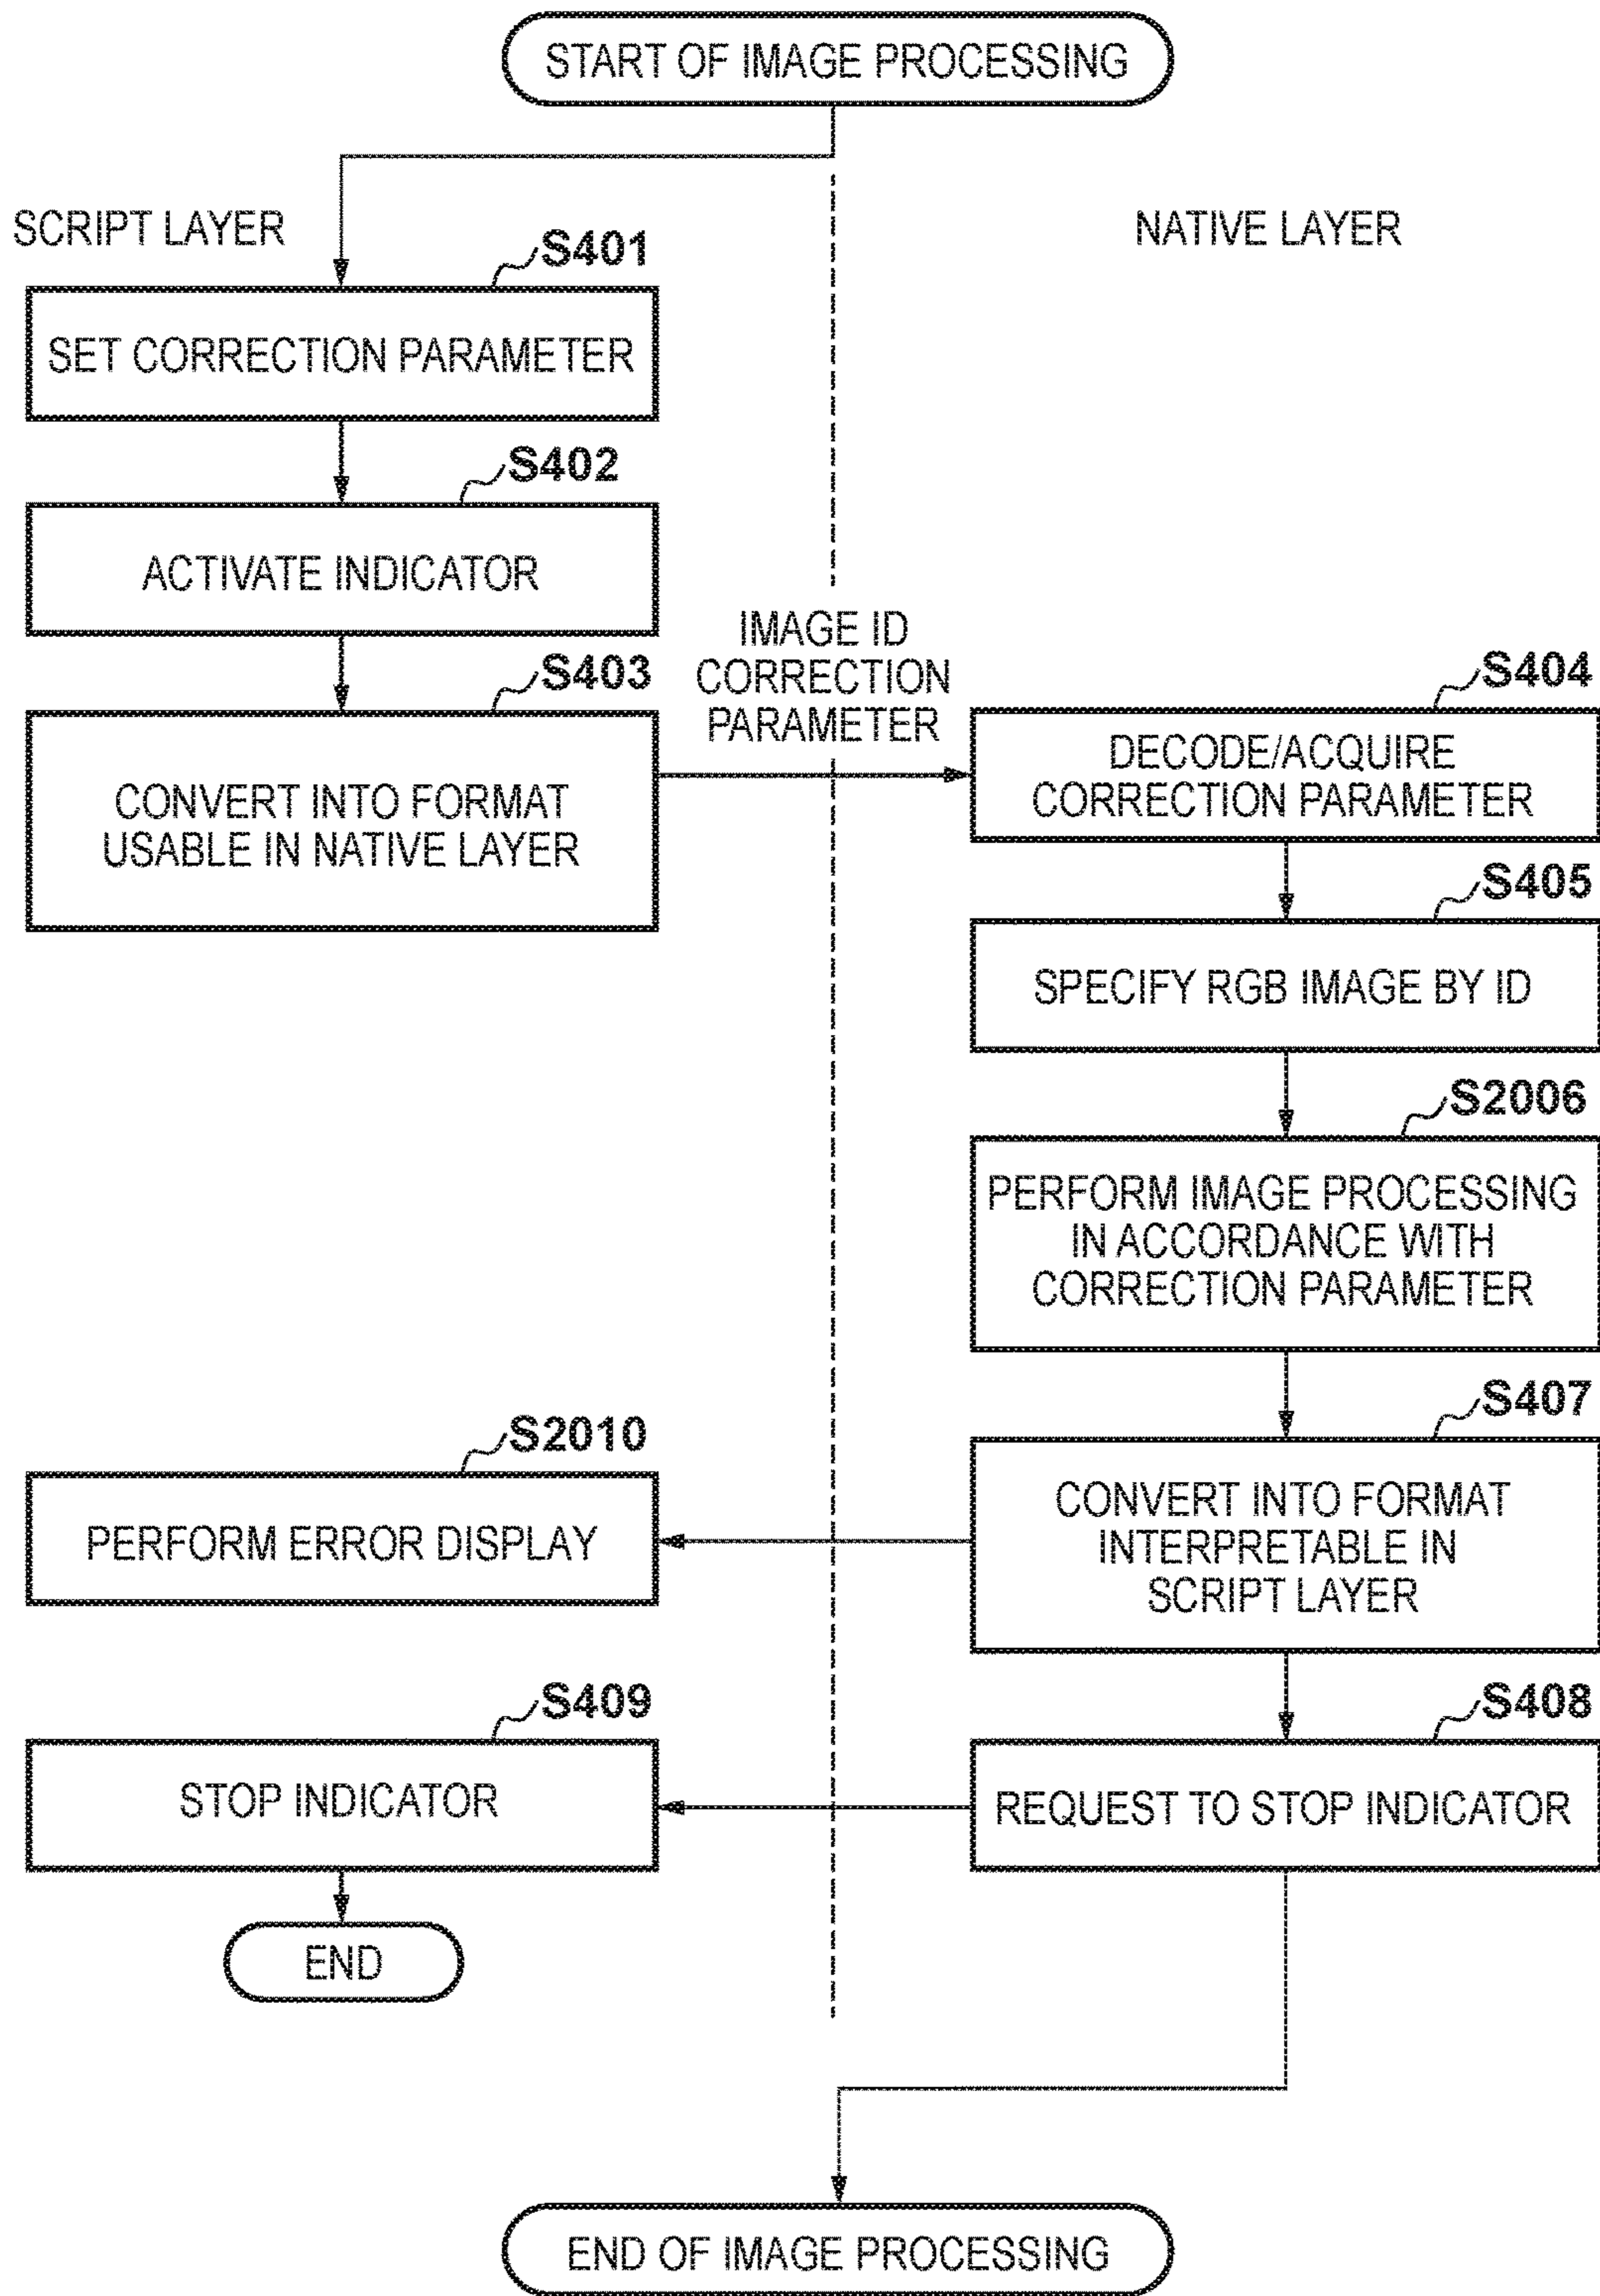 START OF IMAGE PROCESSING
SCRIPT LAYER
NATIVE LAYER
S401
SET CORRECTION PARAMETER
S402
ACTIVATE INDICATOR
S403
CONVERT INTO FORMAT
USABLE IN NATIVE LAYER
IMAGE ID
CORRECTION
PARAMETER
S404
DECODE/ACQUIRE
CORRECTION PARAMETER
S405
SPECIFY RGB IMAGE BY ID
S2006
PERFORM IMAGE PROCESSING
IN ACCORDANCE WITH
CORRECTION PARAMETER
S407
CONVERT INTO FORMAT
INTERPRETABLE IN
SCRIPT LAYER
S2010
PERFORM ERROR DISPLAY
S408
REQUEST TO STOP INDICATOR
S409
STOP INDICATOR
END
END OF IMAGE PROCESSING